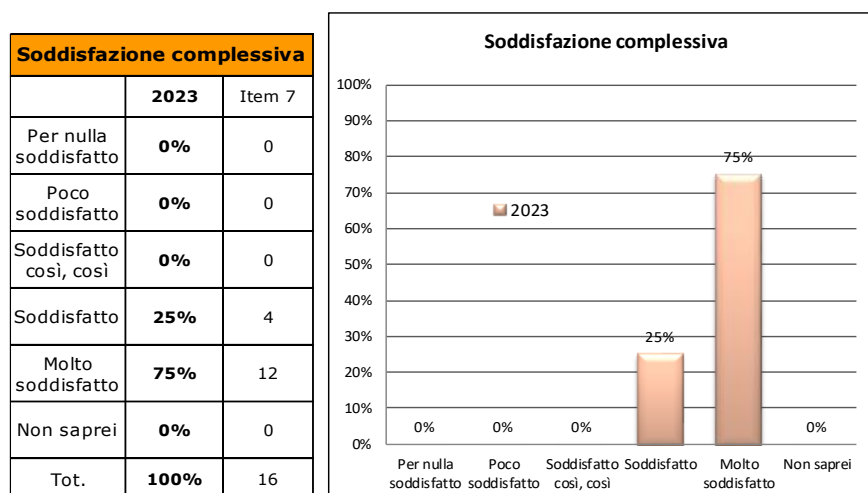 Soddisfazione complessiva
2023 Item 7
Per nulla
soddisfatto 0% 0
Poco
soddisfatto 0% 0
Soddisfatto
così, così 0% 0
Soddisfatto 25% 4
Molto
soddisfatto 75% 12
Non saprei 0% 0
Tot. 100% 16
Soddisfazione complessiva
100%
90%
80%
70%
60%
50%
40%
30%
20%
10%
0%
2023
0% 0% 0% 25% 75% 0%
Per nulla Poco Soddisfatto Soddisfatto Molto Non saprei
soddisfatto soddisfatto così, così soddisfatto